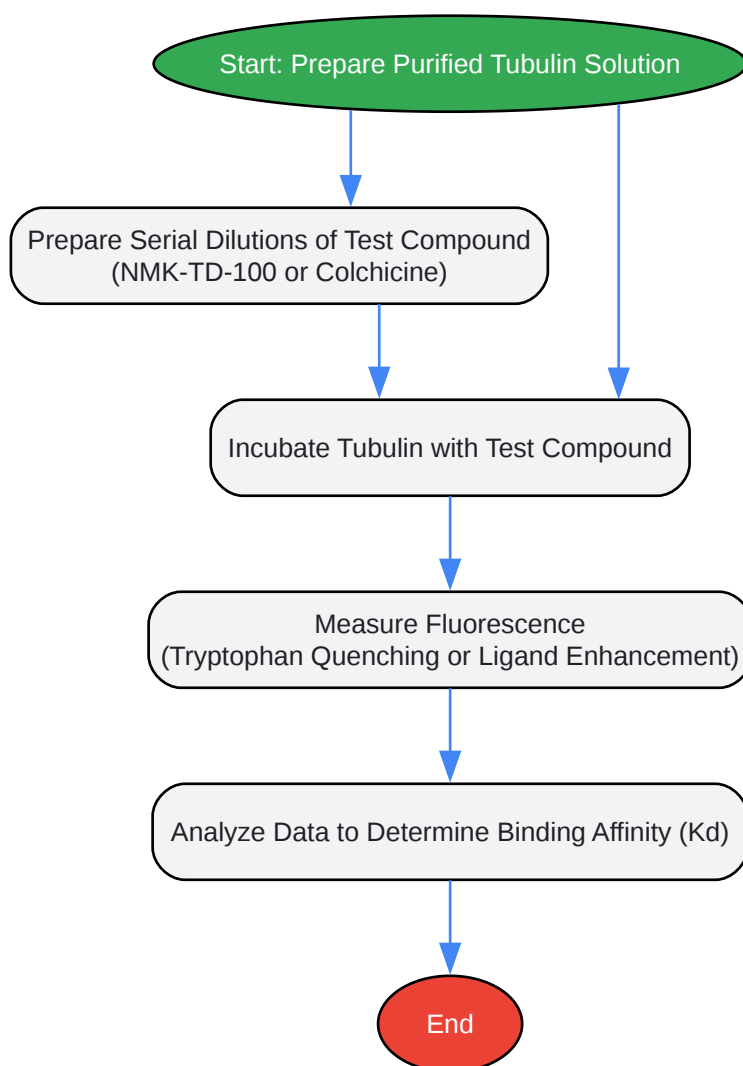 Start: Prepare Purified Tubulin Solution
Prepare Serial Dilutions of Test Compound
(NMK-TD-100 or Colchicine)
Incubate Tubulin with Test Compound
Measure Fluorescence
(Tryptophan Quenching or Ligand Enhancement)
Analyze Data to Determine Binding Affinity (Kd)
End